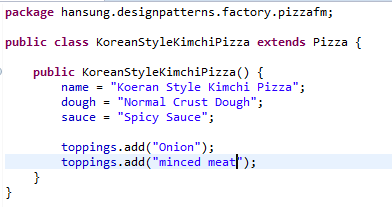 package hansung.designpatterns.factory.pizzafm;
public class KoreanStyleKimchiPizza extends Pizza {
public KoreanStyleKimchiPizza() {
name = "Koeran Style Kimchi Pizza";
dough = "Normal Crust Dough";
sauce = "Spicy Sauce";
toppings.add("Onion");
toppings.add("minced meat");
}
}